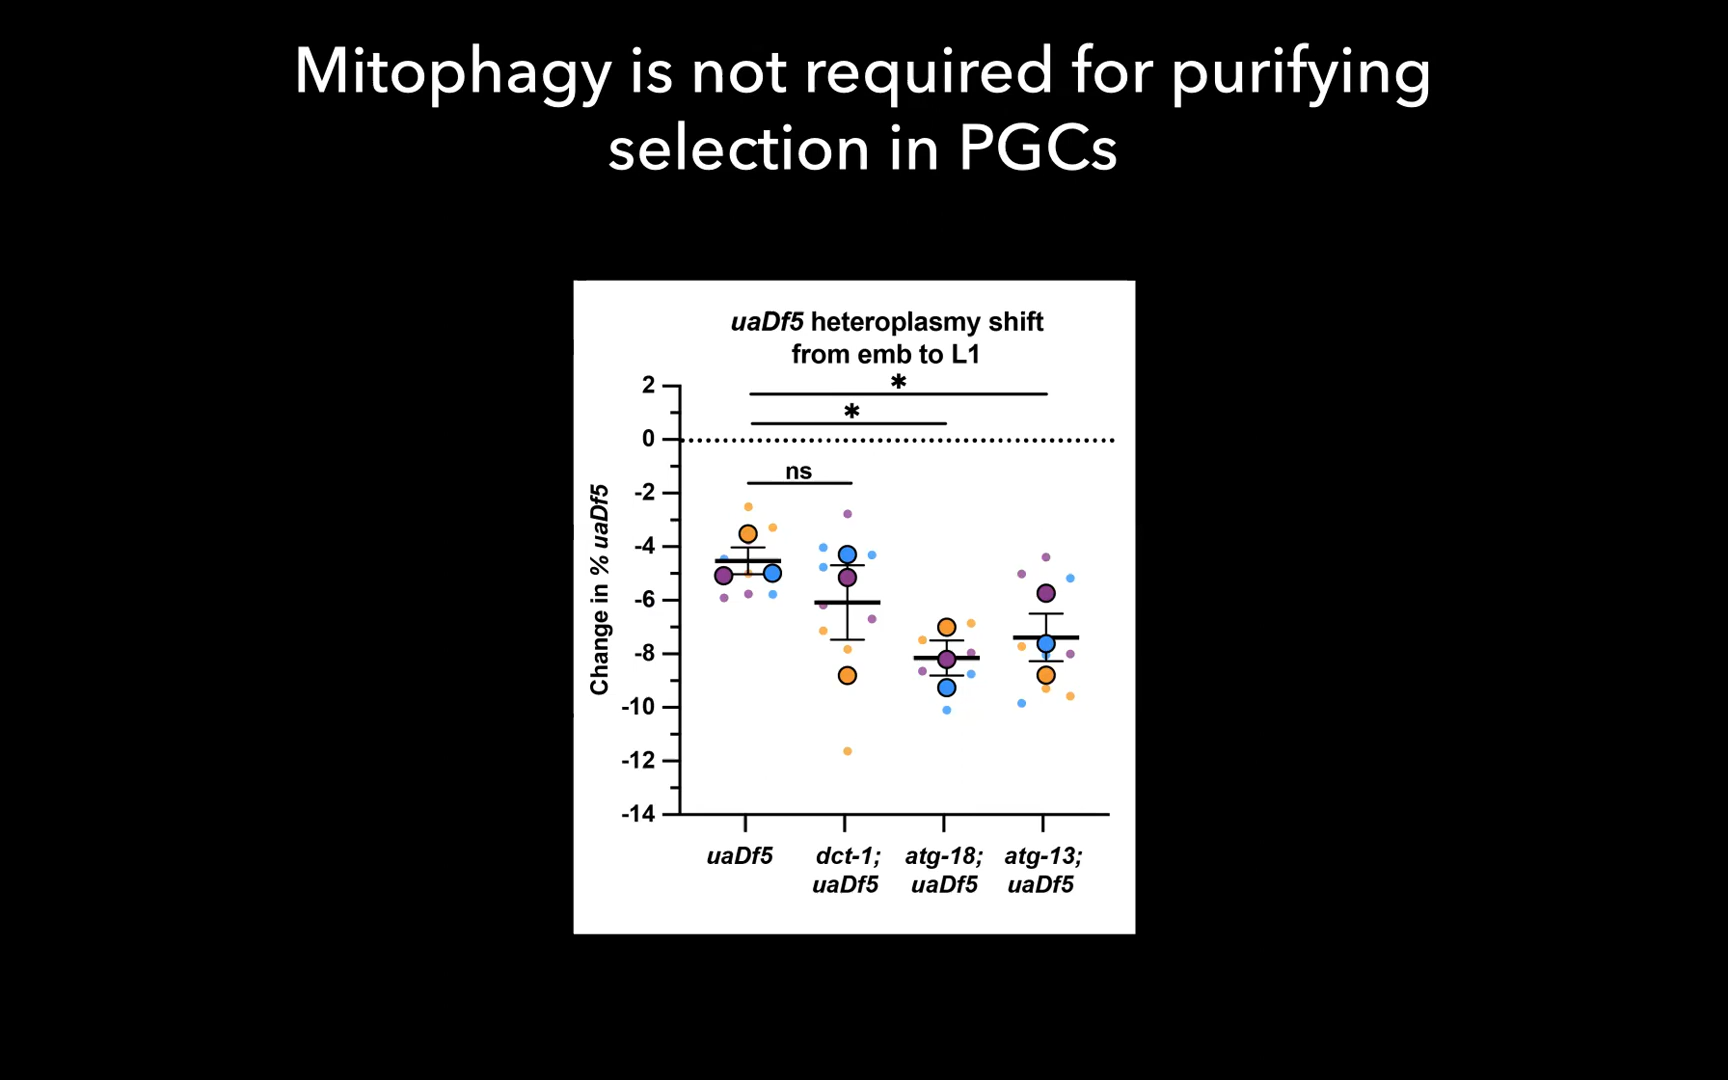 Mitophagy is not required for purifying
selection in PGCs
uaDf5 heteroplasmy shift
from emb to L1
*
*
ns
2
0
-2
-4
-6
-8
-10
-12
-14
Change in % uaDf5
uaDf5
dct-1;
uaDf5
atg-18;
uaDf5
atg-13;
uaDf5